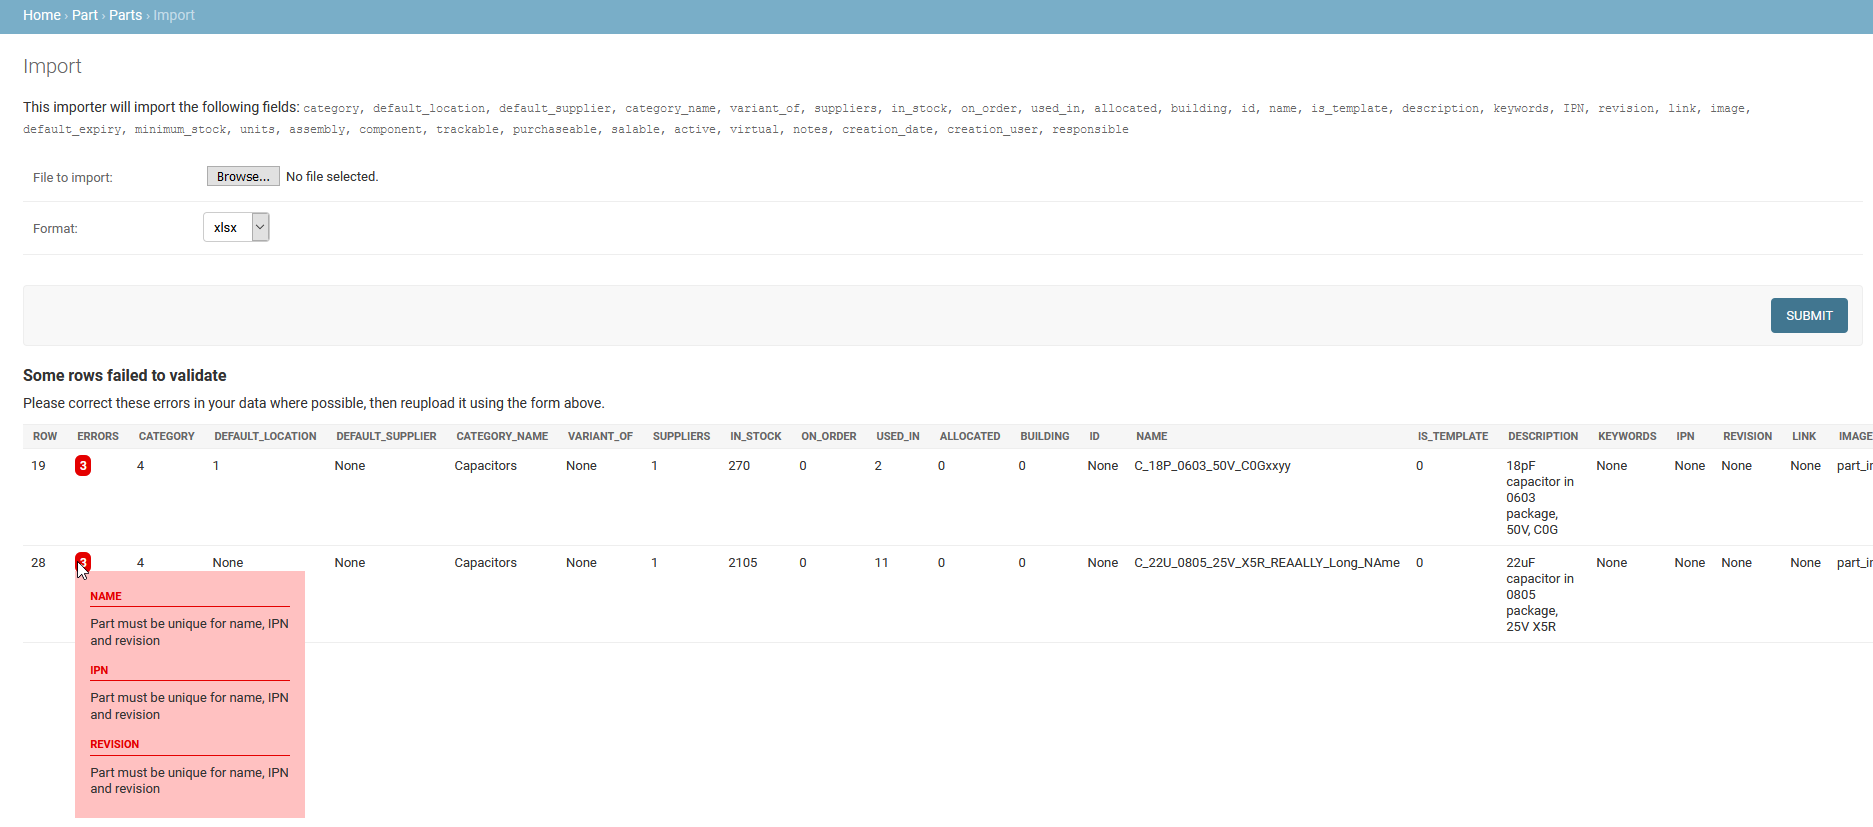 Home › Part › Parts › Import
Import
This importer will import the following fields: category, default_location, default_supplier, category_name, variant_of, suppliers, in_stock, on_order, used_in, allocated, building, id, name, is_template, description, keywords, IPN, revision, link, image,
default_expiry, minimum_stock, units, assembly, component, trackable, purchaseable, salable, active, virtual, notes, creation_date, creation_user, responsible
File to import: Browse... No file selected.
Format: xlsx
SUBMIT
Some rows failed to validate
Please correct these errors in your data where possible, then reupload it using the form above.
ROW ERRORS CATEGORY DEFAULT_LOCATION DEFAULT_SUPPLIER CATEGORY_NAME VARIANT_OF SUPPLIERS IN_STOCK ON_ORDER USED_IN ALLOCATED BUILDING ID NAME IS_TEMPLATE DESCRIPTION KEYWORDS IPN REVISION LINK IMAGE
19 3 4 1 None Capacitors None 1 270 0 2 0 0 None C_18P_0603_50V_C0Gxxyy 0 18pF None None None None part_i
capacitor in
0603
package,
50V, C0G
28 3 4 None None Capacitors None 1 2105 0 11 0 0 None C_22U_0805_25V_X5R_REAALLY_Long_NAme 0 22uF None None None None part_i
capacitor in
0805
package,
25V X5R
NAME
Part must be unique for name, IPN
and revision
IPN
Part must be unique for name, IPN
and revision
REVISION
Part must be unique for name, IPN
and revision